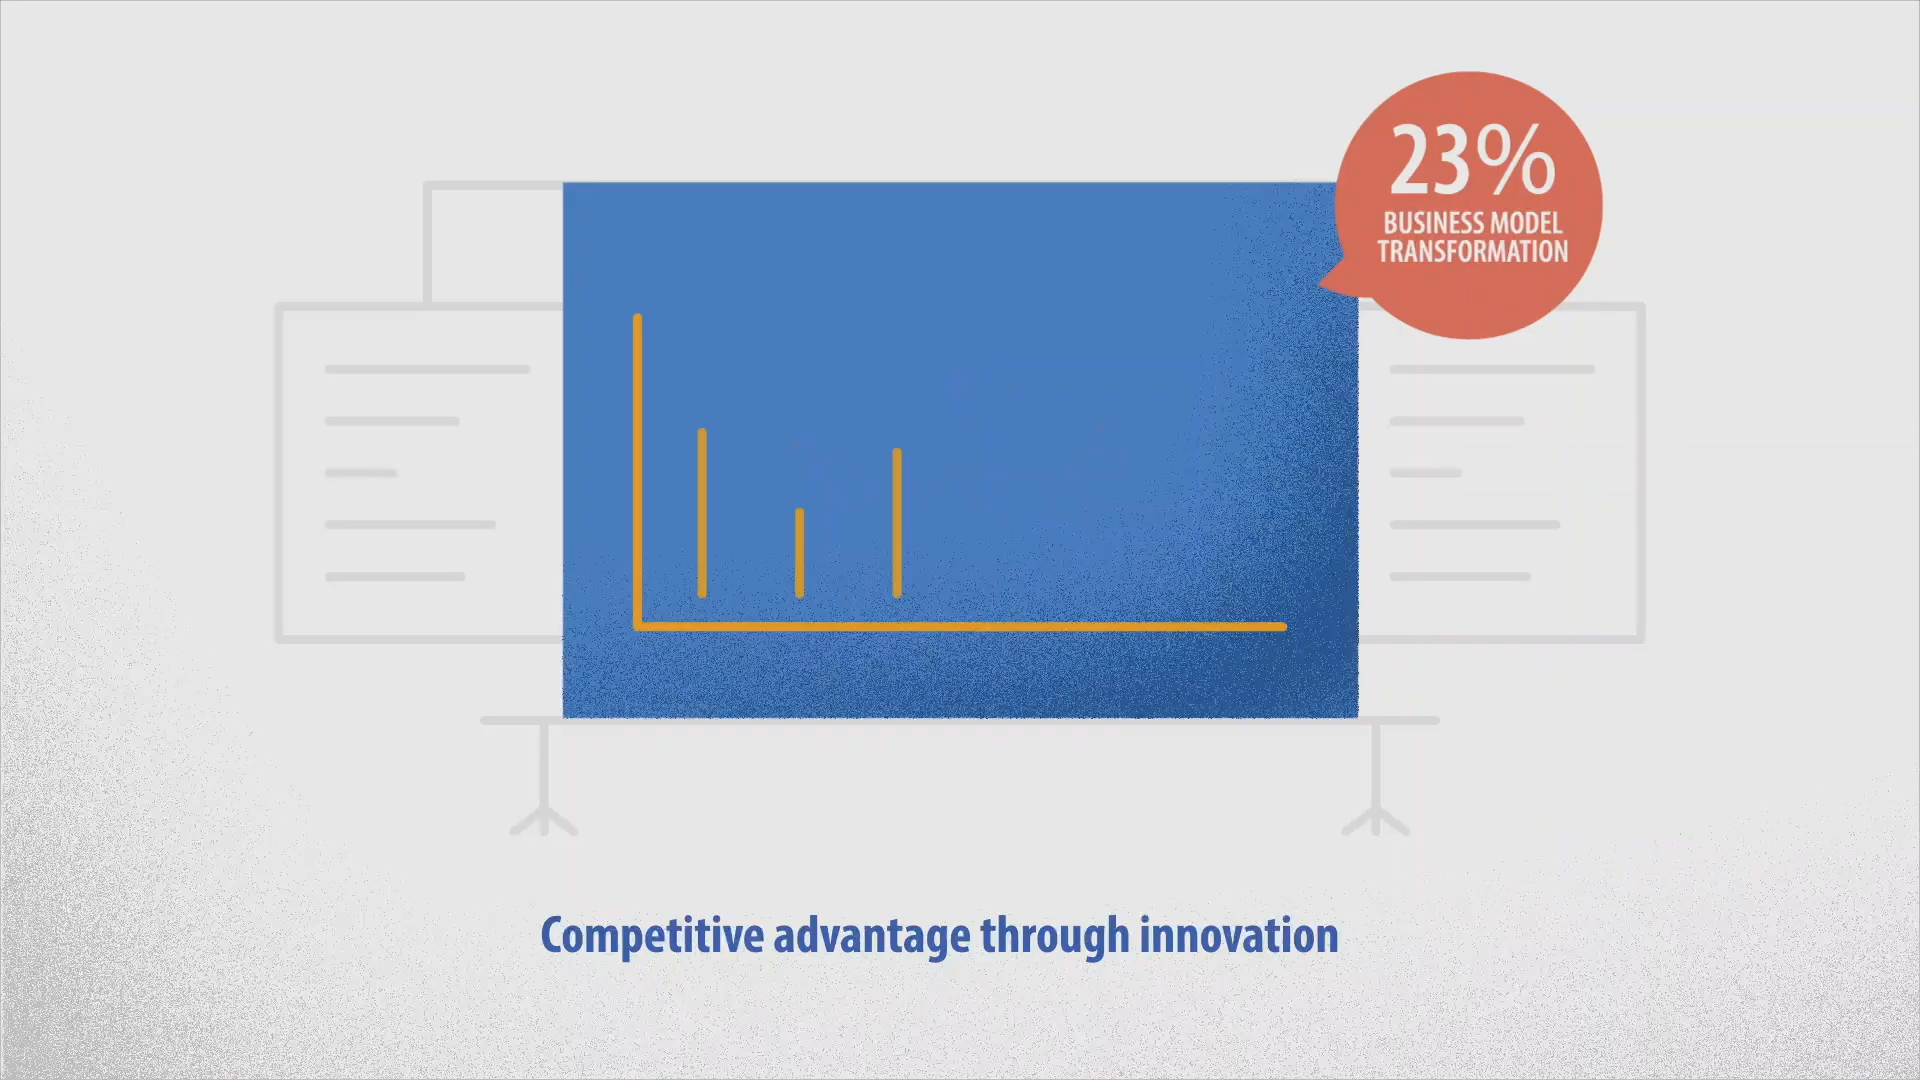 23%
BUSINESS MODEL
TRANSFORMATION
Competitive advantage through innovation